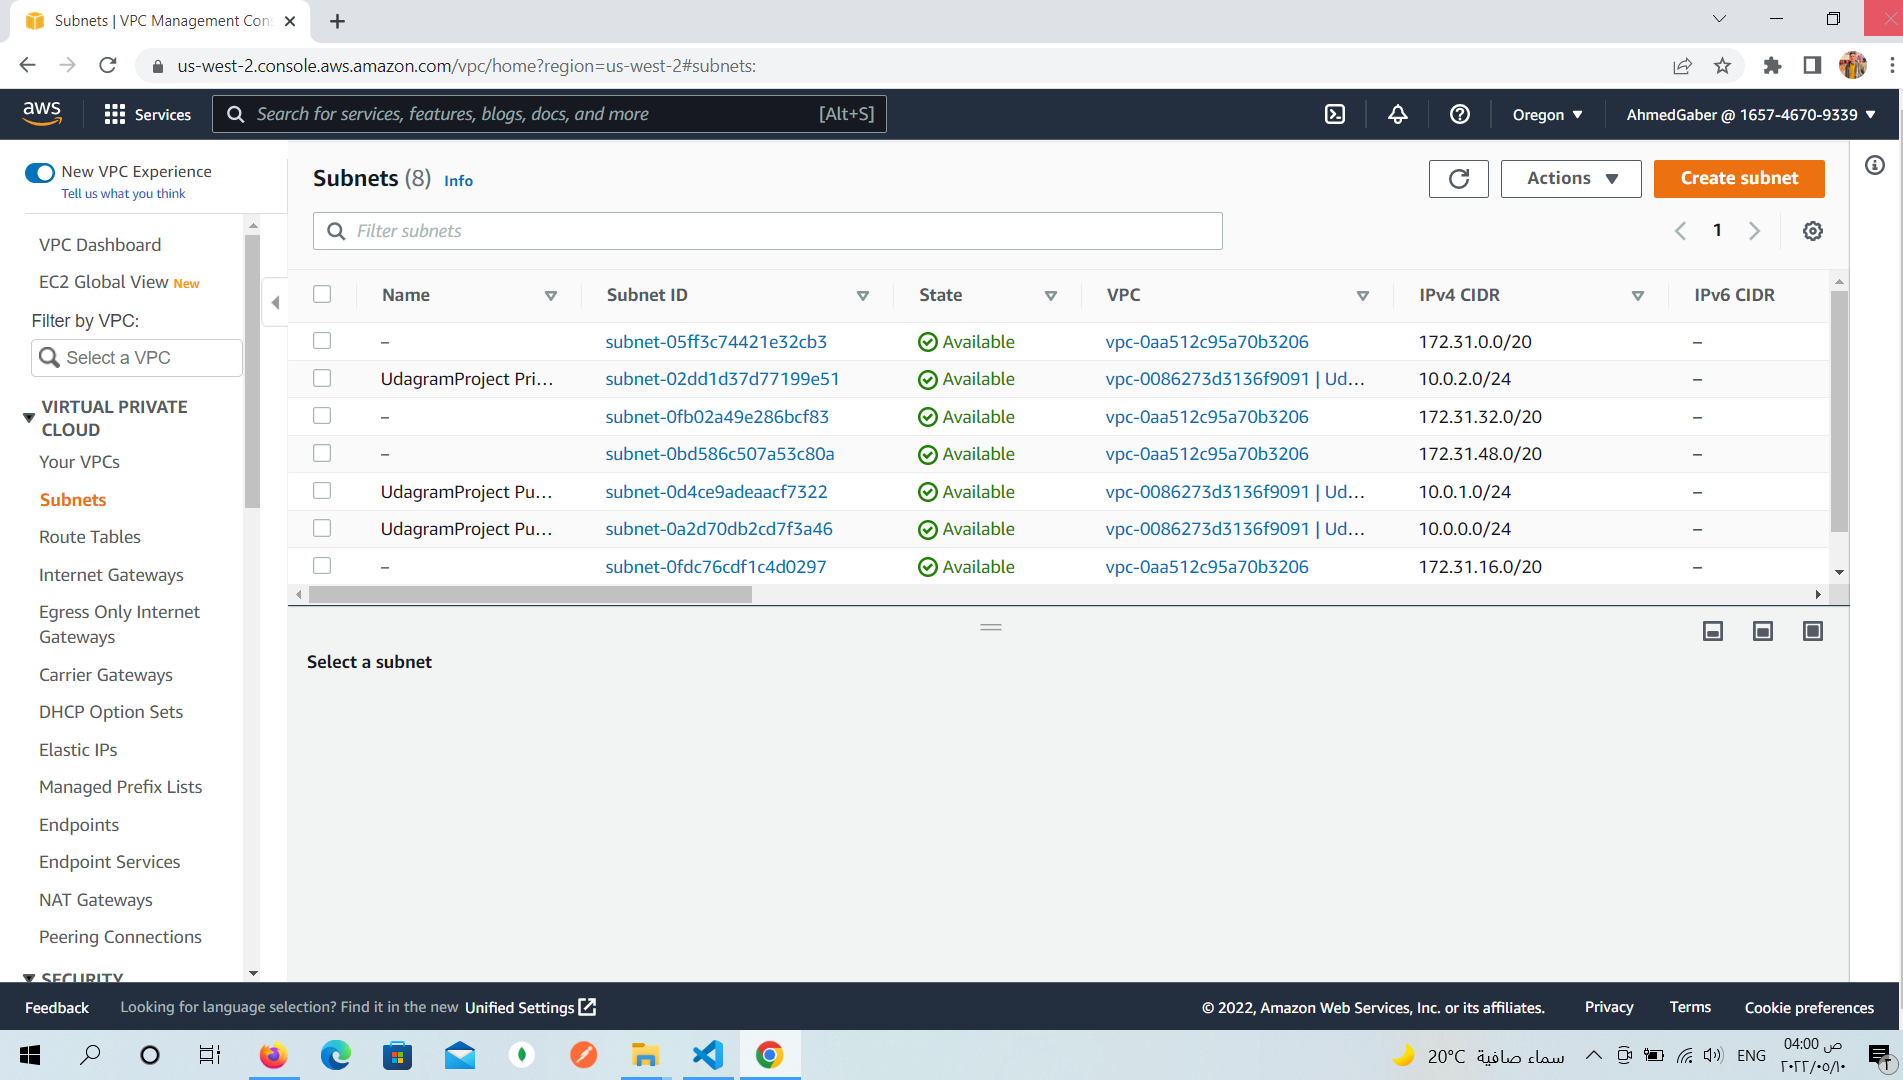 Subnets | VPC Management Con
us-west-2.console.aws.amazon.com/vpc/home?region=us-west-2#subnets:
aws
Services
Search for services, features, blogs, docs, and more
[Alt+S]
Oregon
AhmedGaber @ 1657-4670-9339
New VPC Experience
Tell us what you think
VPC Dashboard
EC2 Global View New
Filter by VPC:
Select a VPC
VIRTUAL PRIVATE
CLOUD
Your VPCs
Subnets
Route Tables
Internet Gateways
Egress Only Internet
Gateways
Carrier Gateways
DHCP Option Sets
Elastic IPs
Managed Prefix Lists
Endpoints
Endpoint Services
NAT Gateways
Peering Connections
SECURITY
Subnets (8) Info
Actions
Create subnet
Filter subnets
1
Name Subnet ID State VPC IPv4 CIDR IPv6 CIDR
– subnet-05ff3c74421e32cb3 Available vpc-0aa512c95a70b3206 172.31.0.0/20 –
UdagramProject Pri... subnet-02dd1d37d77199e51 Available vpc-0086273d3136f9091 | Ud... 10.0.2.0/24 –
– subnet-0fb02a49e286bcf83 Available vpc-0aa512c95a70b3206 172.31.32.0/20 –
– subnet-0bd586c507a53c80a Available vpc-0aa512c95a70b3206 172.31.48.0/20 –
UdagramProject Pu... subnet-0d4ce9adeaacf7322 Available vpc-0086273d3136f9091 | Ud... 10.0.1.0/24 –
UdagramProject Pu... subnet-0a2d70db2cd7f3a46 Available vpc-0086273d3136f9091 | Ud... 10.0.0.0/24 –
– subnet-0fdc76cdf1c4d0297 Available vpc-0aa512c95a70b3206 172.31.16.0/20 –
Select a subnet
Feedback
Looking for language selection? Find it in the new Unified Settings
© 2022, Amazon Web Services, Inc. or its affiliates.
Privacy
Terms
Cookie preferences
20°C سماء صافية
ENG
04:00 ص
٢٠٢٢/٠٥/١٠
٢